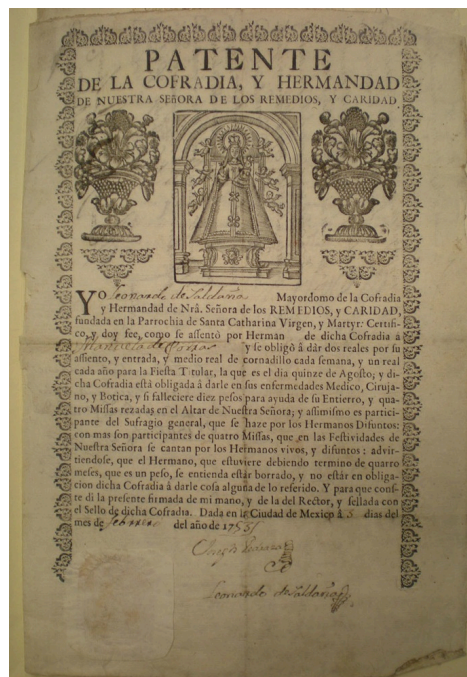 PATENTE
DE LA COFRADIA, Y HERMANDAD
DE NUESTRA SEÑORA DE LOS REMEDIOS, Y CARIDAD
YO Leonardo de Saldaña Mayordomo de la Cofradia
y Hermandad de Nrâ. Señora de los REMEDIOS, y CARIDAD,
fundada en la Parrochia de Santa Catharina Virgen, y Martyr: Certifi-
co, y doy fee, como se assentò por Herman de dicha Cofradia â
y se obligô â dár dos reales por su
assiento, y entrada, y medio real de cornadillo cada semana, y un real
cada año para la Fiesta Titular, la que es el dia quinze de Agosto; y di-
cha Cofradia està obligada â darle en sus enfermedades Medico, Ciruja-
no, y Botica, y si falleciere diez pesos para ayuda de su Entierro, y qua-
tro Missas rezadas en el Altar de Nuestra Señora; y assimismo es partici-
pante del Sufragio general, que se haze por los Hermanos Difuntos:
con mas son participantes de quatro Missas, que en las Festividades de
Nuestra Señora se cantan por los Hermanos vivos, y difuntos: advir-
tiendose, que el Hermano, que estuviere debiendo termino de quatro
meses, que es un peso, se entienda estàr borrado, y no estár en obliga-
cion dicha Cofradia â darle cosa alguna de lo referido. Y para que cons-
te di la presente firmada de mi mano, y de la del Rector, y sellada con
el Sello de dicha Cofradia. Dada en la Ciudad de Mexico â 3 dias del
mes de febrero del año de 175
Leonardo de Saldaña